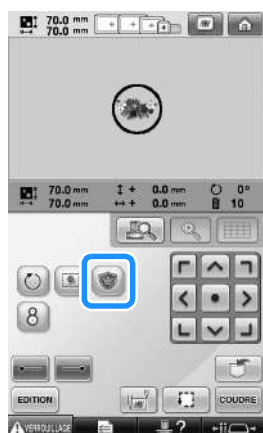 70.0 mm
70.0 mm
70.0 mm + 0.0 mm 0°
70.0 mm + 0.0 mm 10
8
EDITION COUDRE
VERROUILLAGE ?